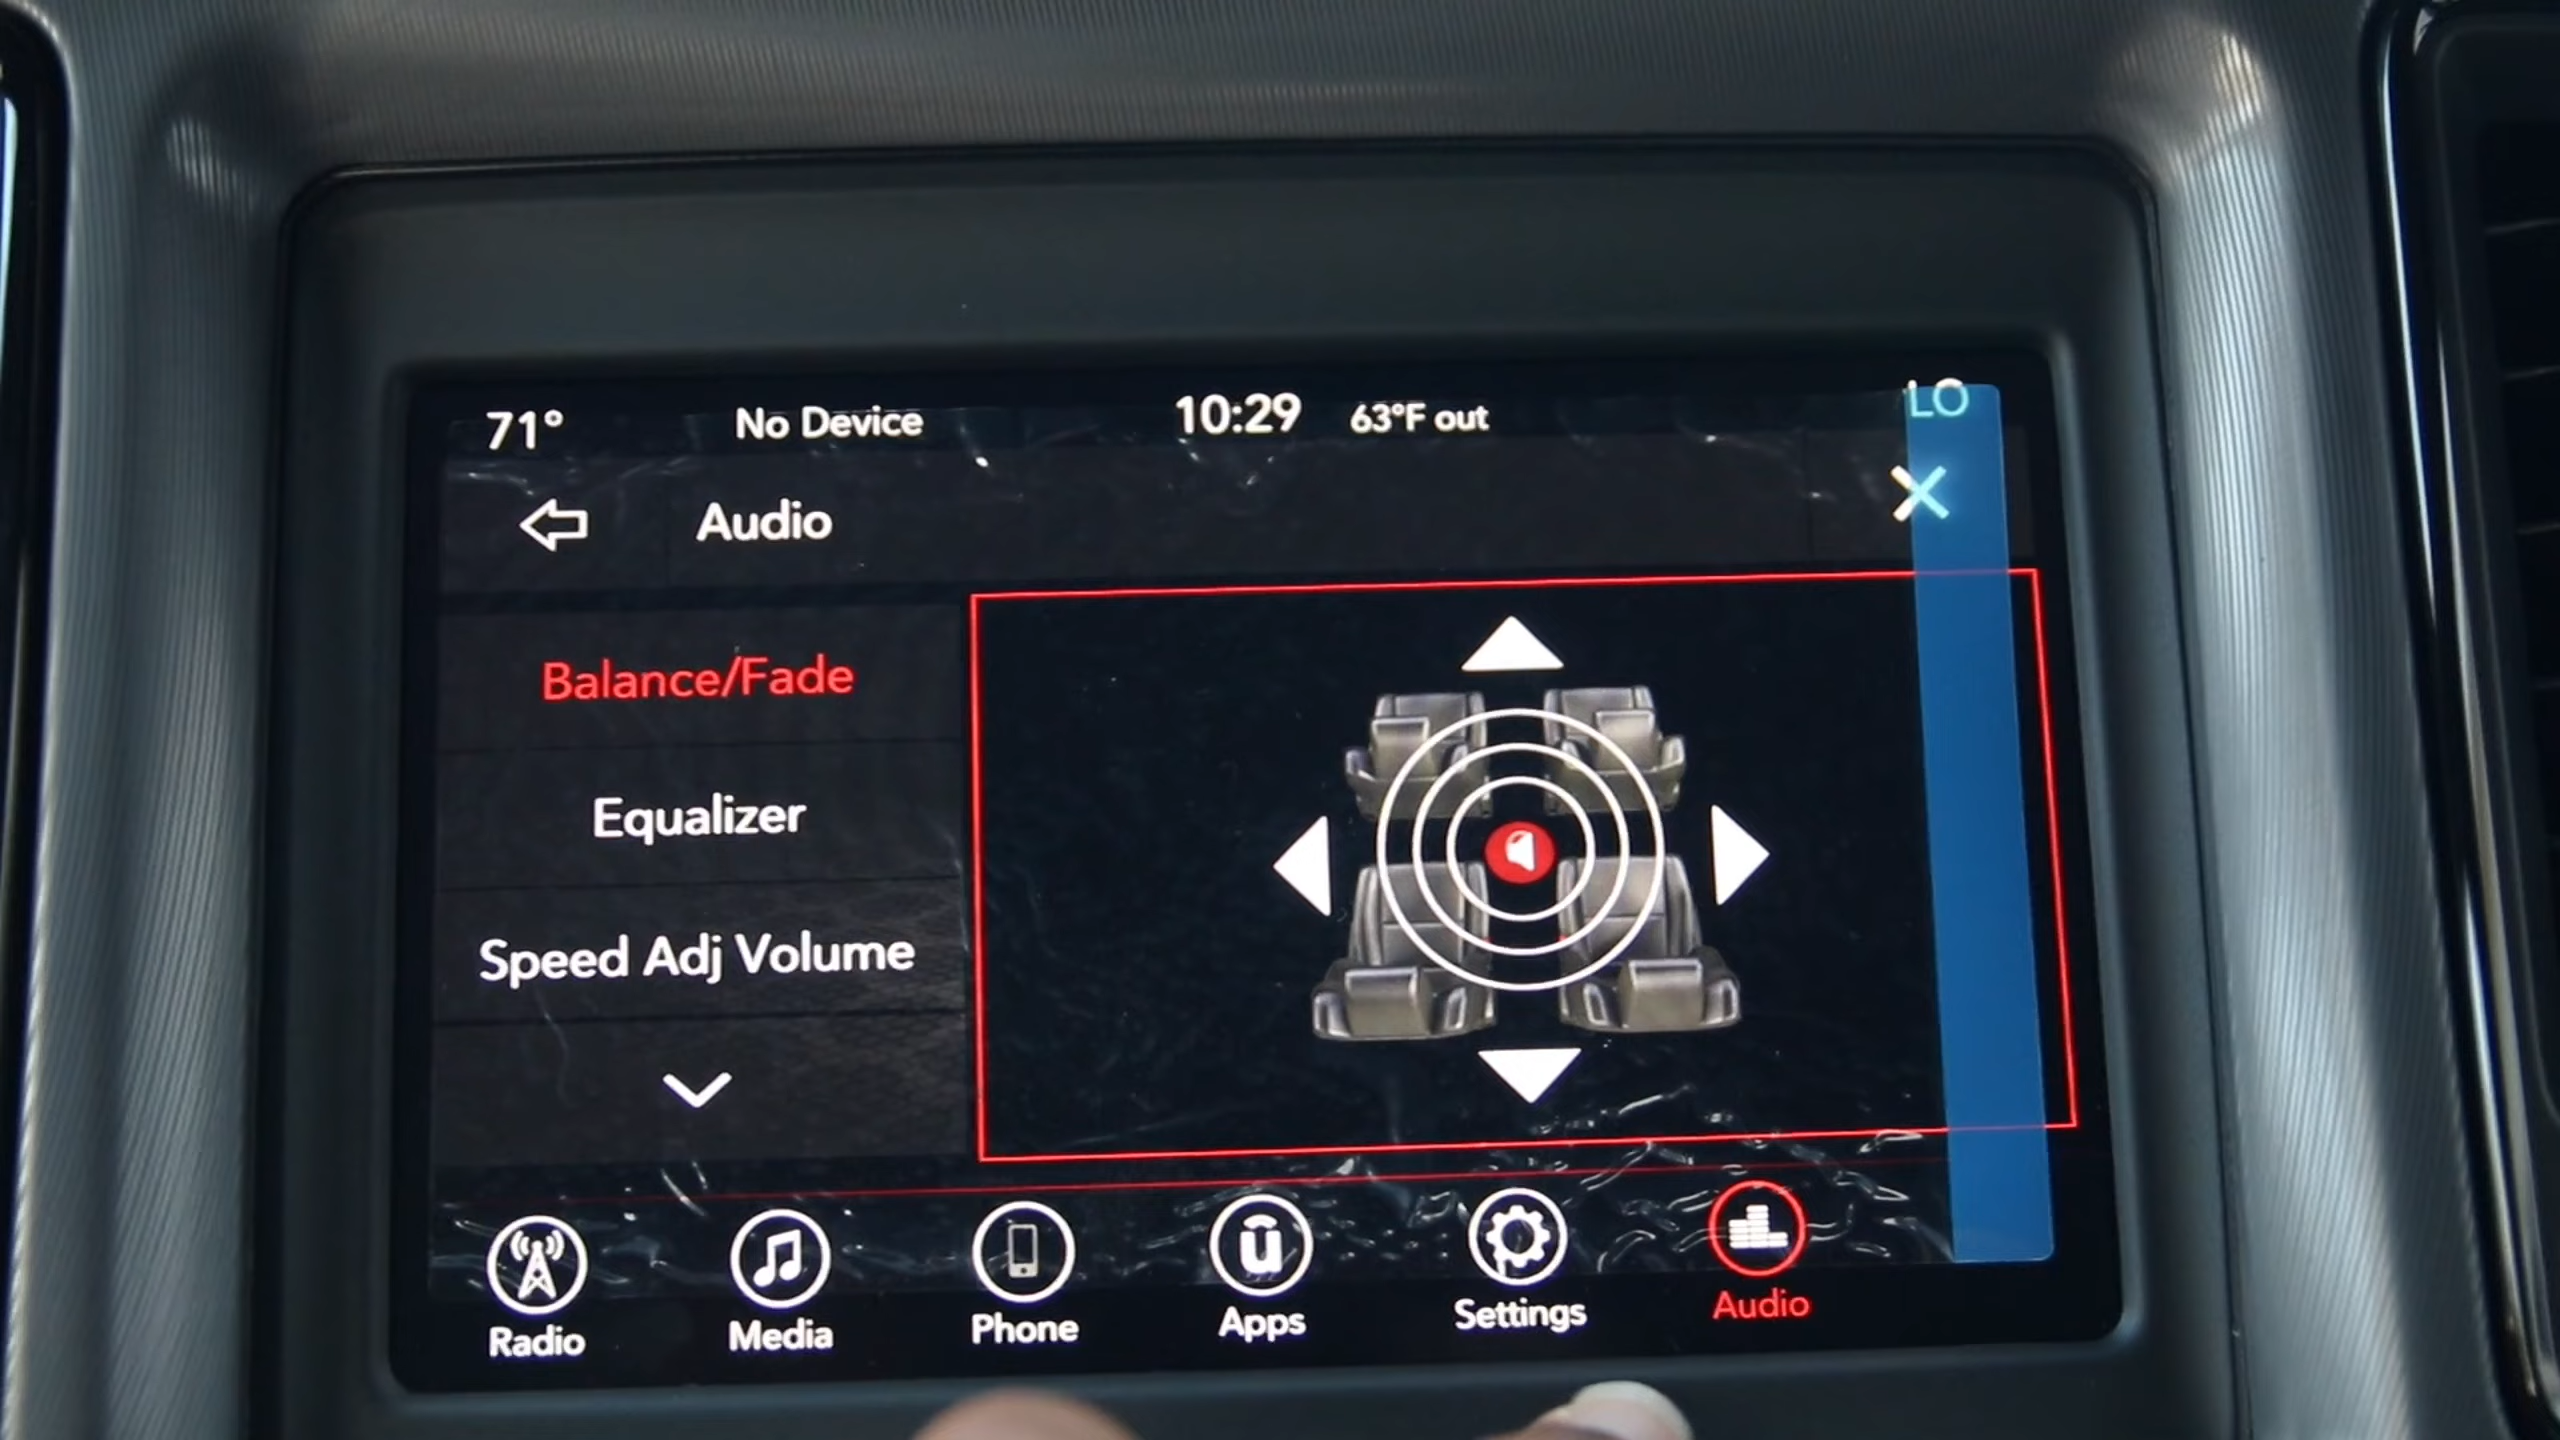 71° No Device 10:29 63°F out LO
Audio
Balance/Fade
Equalizer
Speed Adj Volume
Radio Media Phone Apps Settings Audio